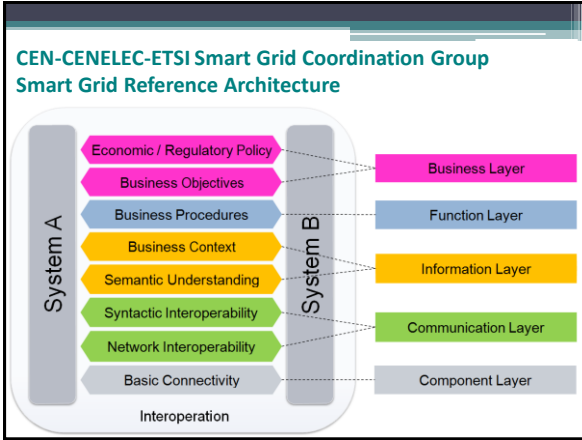 CEN-CENELEC-ETSI Smart Grid Coordination Group
Smart Grid Reference Architecture
System A
Economic / Regulatory Policy
Business Objectives
Business Procedures
Business Context
Semantic Understanding
Syntactic Interoperability
Network Interoperability
Basic Connectivity
Interoperation
System B
Business Layer
Function Layer
Information Layer
Communication Layer
Component Layer